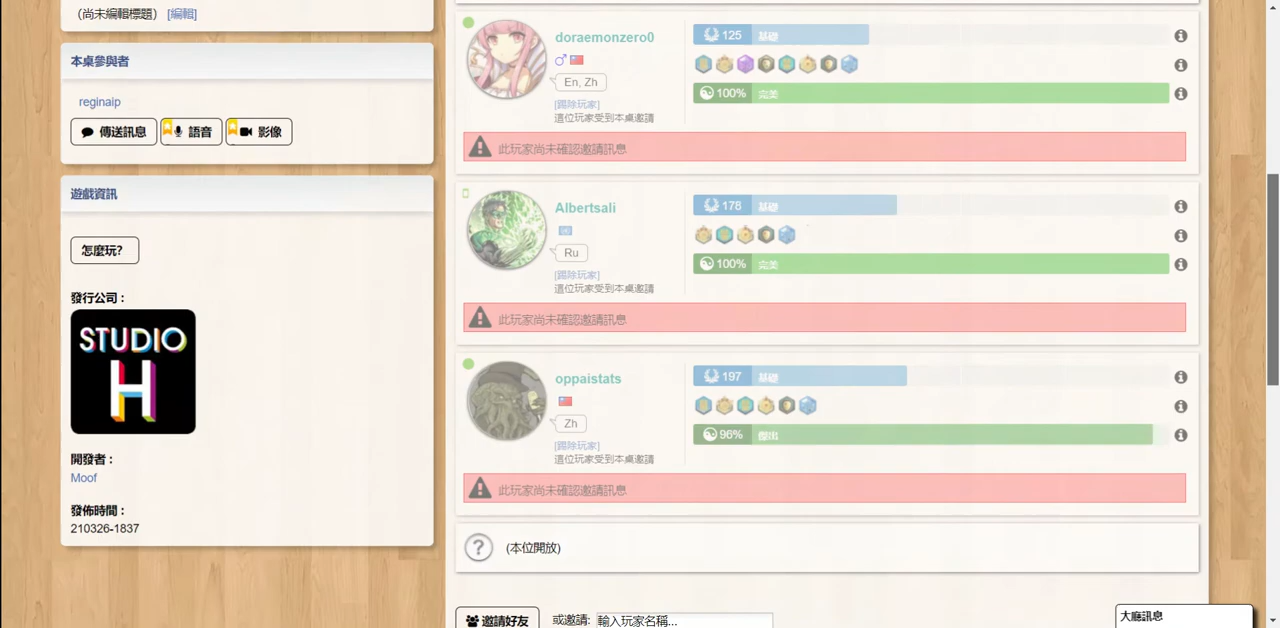 (尚未編輯標題) [編輯]
本桌參與者
reginaip
傳送訊息 語音 影像
遊戲資訊
怎麼玩?
發行公司：
STUDIO
H
開發者：
Moof
發佈時間：
210326-1837
doraemonzero0
En, Zh
[踢除玩家]
這位玩家受到本桌邀請
125 基礎
100% 完美
此玩家尚未確認邀請訊息
Albertsali
Ru
[踢除玩家]
這位玩家受到本桌邀請
178 基礎
100% 完美
此玩家尚未確認邀請訊息
oppaistats
Zh
[踢除玩家]
這位玩家受到本桌邀請
197 基礎
96% 傑出
此玩家尚未確認邀請訊息
(本位開放)
邀請好友 或邀請: 輸入玩家名稱...
大廳訊息